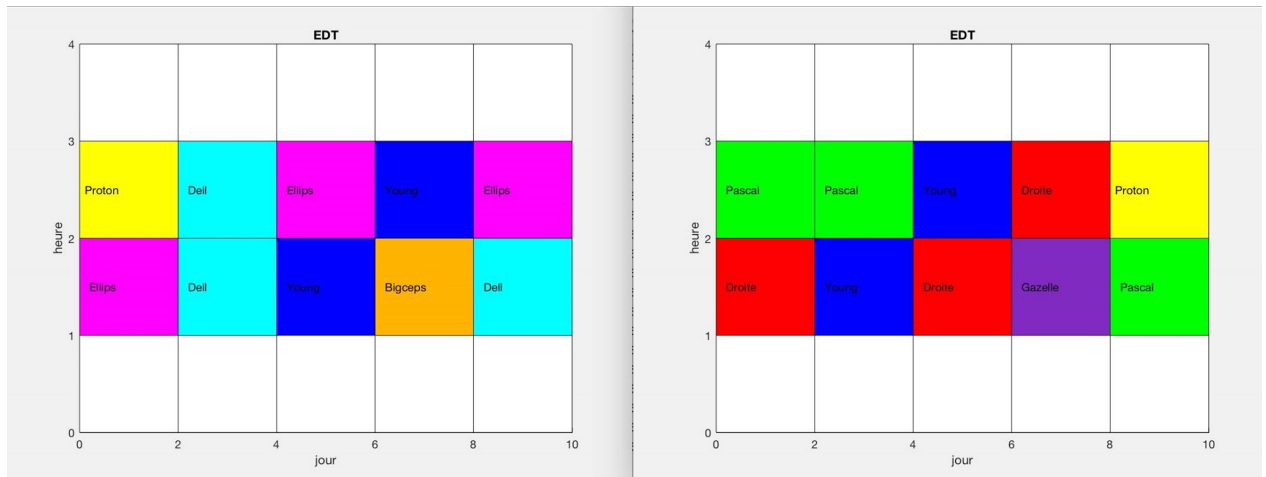 EDT
4
3
Proton Dell Ellips Young Ellips
heure
2
Ellips Dell Young Bigceps Dell
1
0
0 2 4 6 8 10
jour
EDT
4
3
Pascal Pascal Young Droite Proton
heure
2
Droite Young Droite Gazelle Pascal
1
0
0 2 4 6 8 10
jour